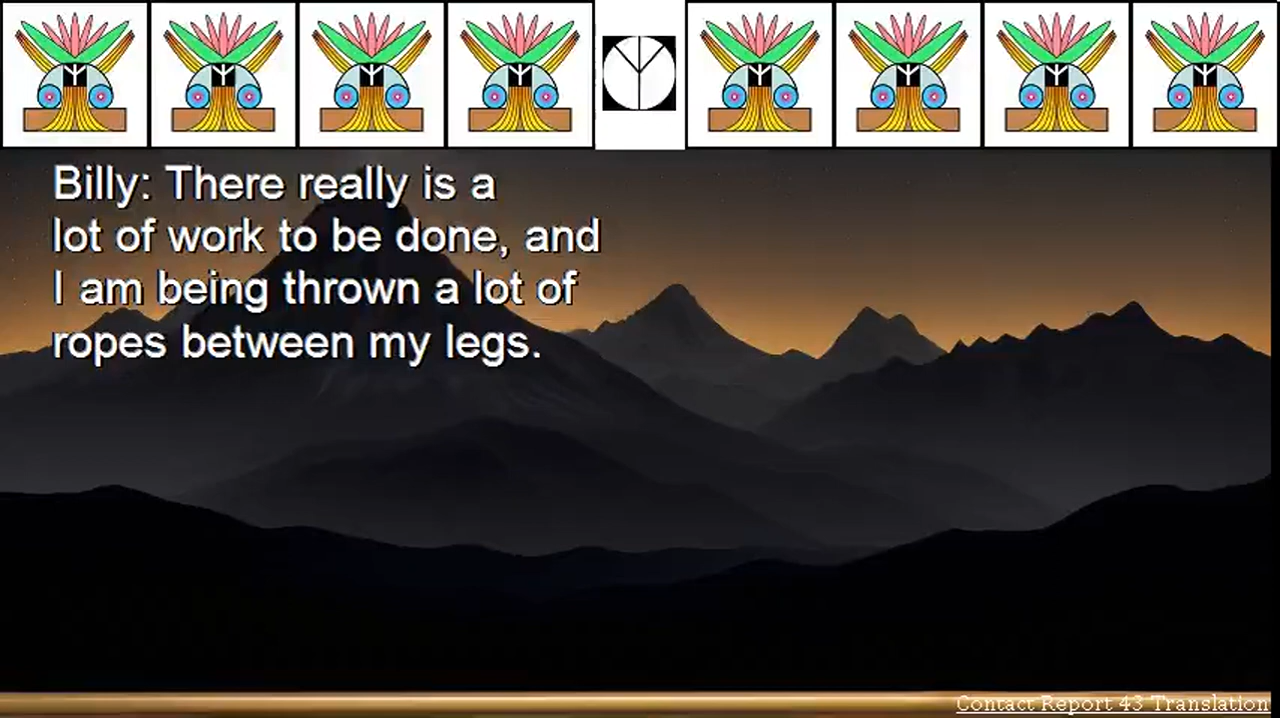 Billy: There really is a
lot of work to be done, and
I am being thrown a lot of
ropes between my legs.
Contact Report 43 Translation